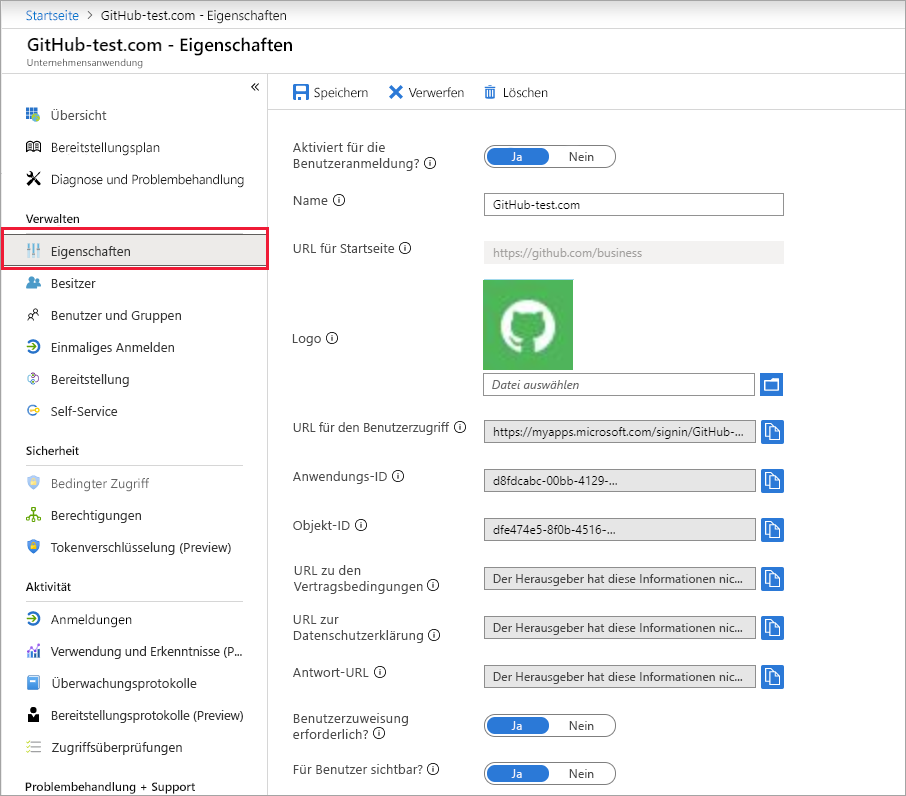 Startseite > GitHub-test.com - Eigenschaften
GitHub-test.com - Eigenschaften
Unternehmensanwendung
«
Übersicht
Bereitstellungsplan
Diagnose und Problembehandlung
Verwalten
Eigenschaften
Besitzer
Benutzer und Gruppen
Einmaliges Anmelden
Bereitstellung
Self-Service
Sicherheit
Bedingter Zugriff
Berechtigungen
Tokenverschlüsselung (Preview)
Aktivität
Anmeldungen
Verwendung und Erkenntnisse (P...
Überwachungsprotokolle
Bereitstellungsprotokolle (Preview)
Zugriffsüberprüfungen
Problembehandlung + Support
Speichern Verwerfen Löschen
Aktiviert für die
Benutzeranmeldung?
Ja Nein
Name
GitHub-test.com
URL für Startseite
https://github.com/business
Logo
Datei auswählen
URL für den Benutzerzugriff
https://myapps.microsoft.com/signin/GitHub-...
Anwendungs-ID
d8fdcabc-00bb-4129-...
Objekt-ID
dfe474e5-8f0b-4516-...
URL zu den
Vertragsbedingungen
Der Herausgeber hat diese Informationen nic...
URL zur
Datenschutzerklärung
Der Herausgeber hat diese Informationen nic...
Antwort-URL
Der Herausgeber hat diese Informationen nic...
Benutzerzuweisung
erforderlich?
Ja Nein
Für Benutzer sichtbar?
Ja Nein